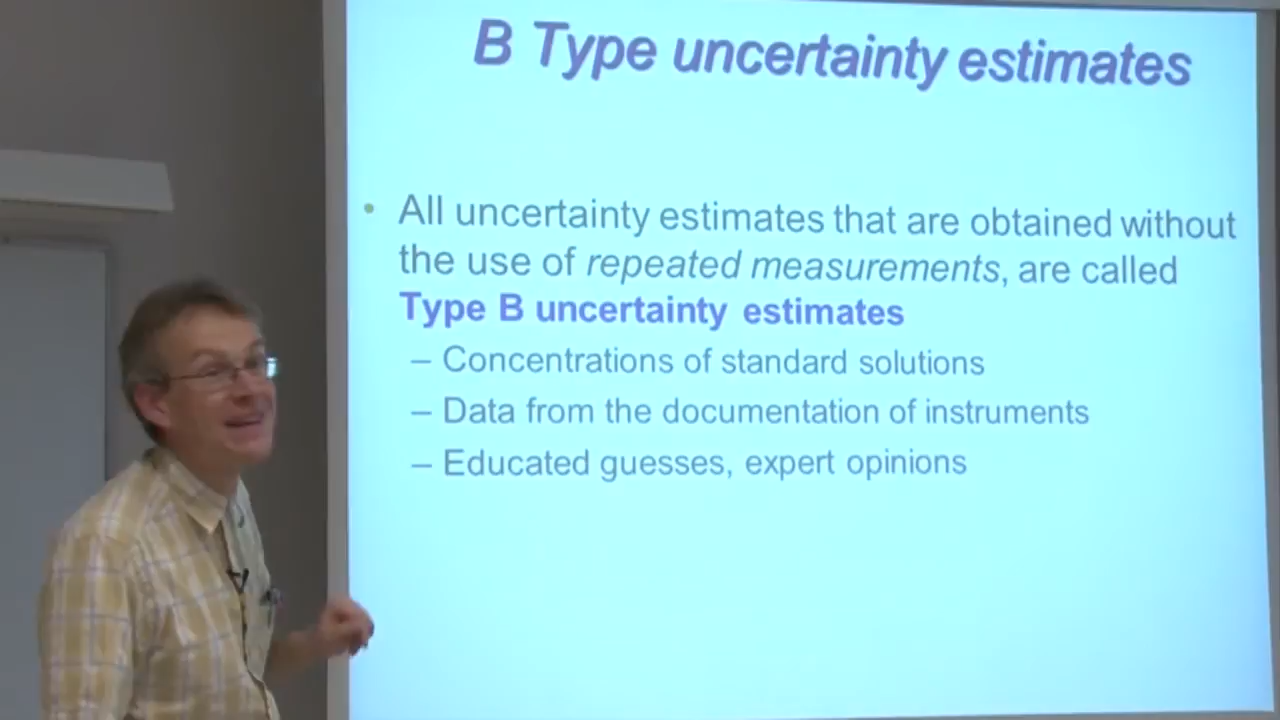 B Type uncertainty estimates
• All uncertainty estimates that are obtained without
the use of repeated measurements, are called
Type B uncertainty estimates
– Concentrations of standard solutions
– Data from the documentation of instruments
– Educated guesses, expert opinions